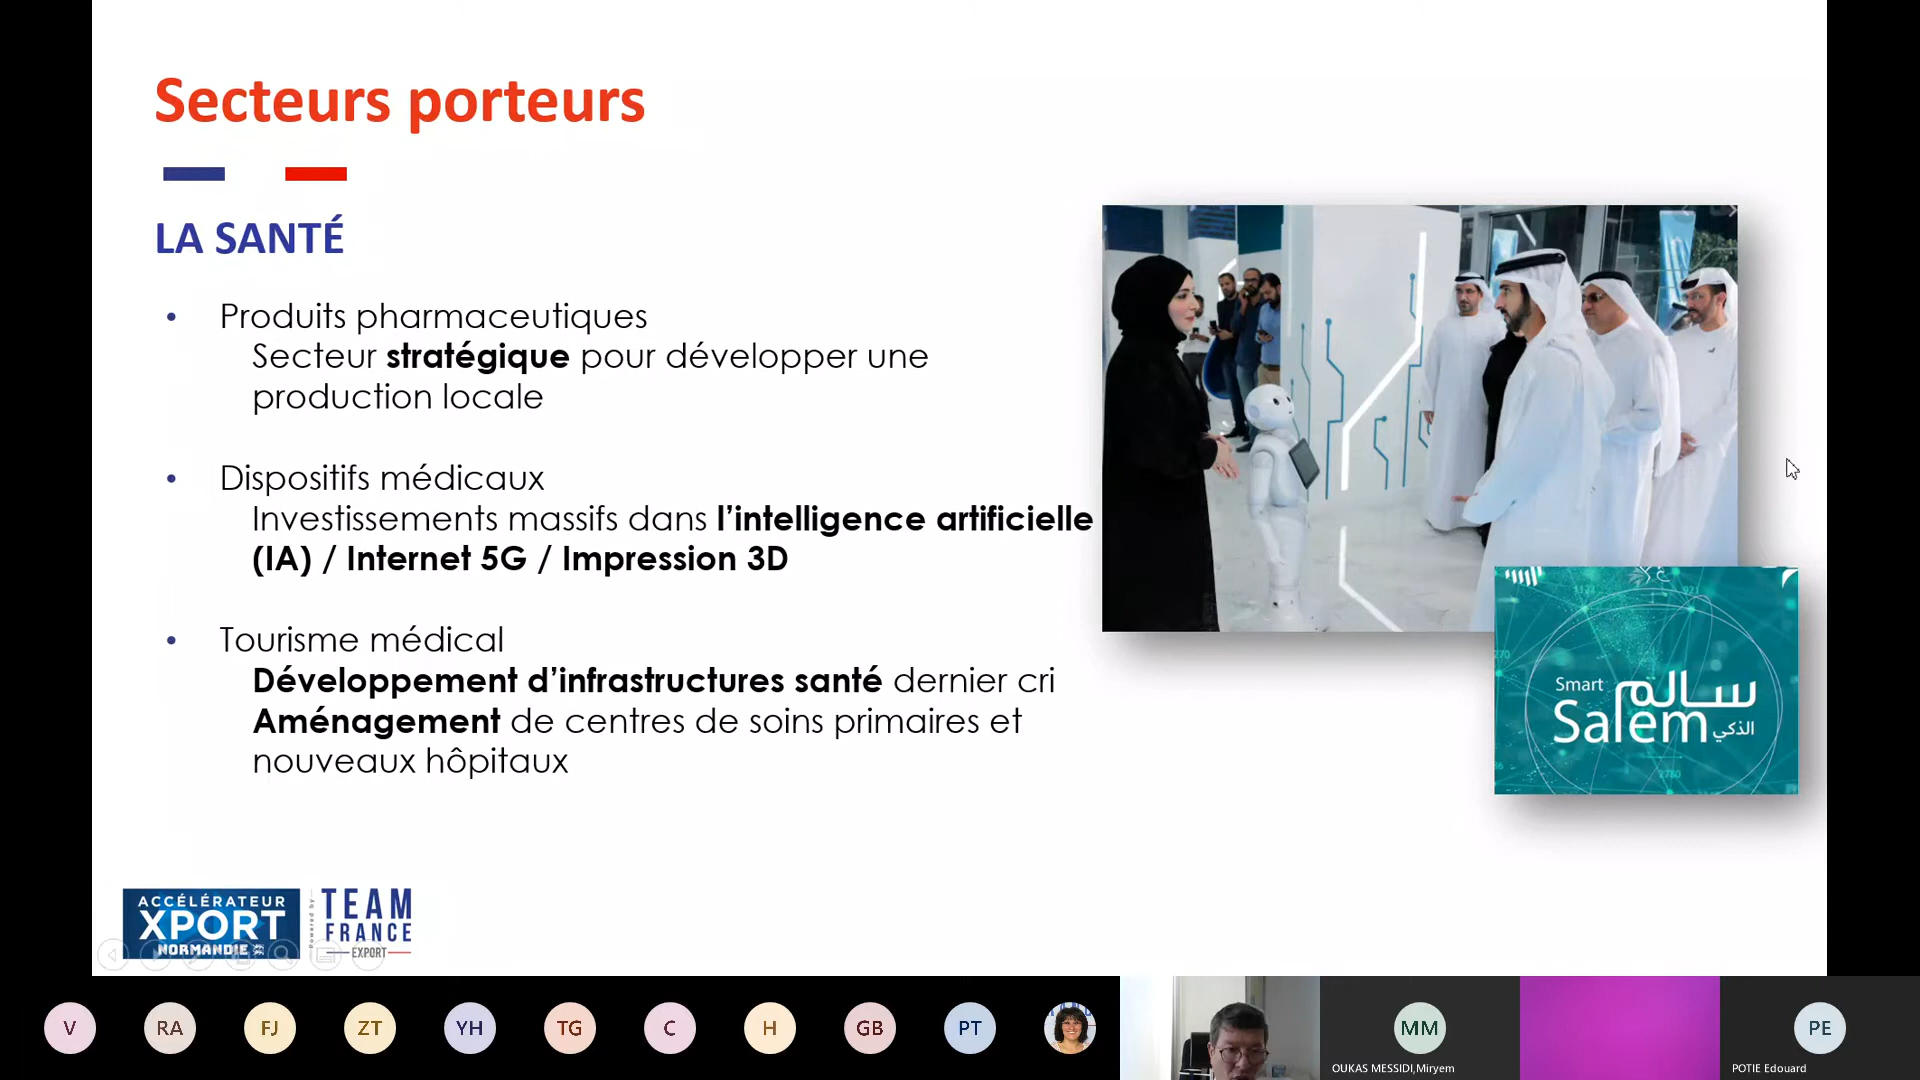 Secteurs porteurs
LA SANTÉ
• Produits pharmaceutiques
Secteur stratégique pour développer une
production locale
• Dispositifs médicaux
Investissements massifs dans l’intelligence artificielle
(IA) / Internet 5G / Impression 3D
• Tourisme médical
Développement d’infrastructures santé dernier cri
Aménagement de centres de soins primaires et
nouveaux hôpitaux
Smart سالم
Salem الذكي
ACCÉLÉRATEUR
XPORT
NORMANDIE
Powered by
TEAM
FRANCE
EXPORT
V RA FJ ZT YH TG C H GB PT MM PE
OUKAS MESSIDI,Miryem
POTIE Edouard